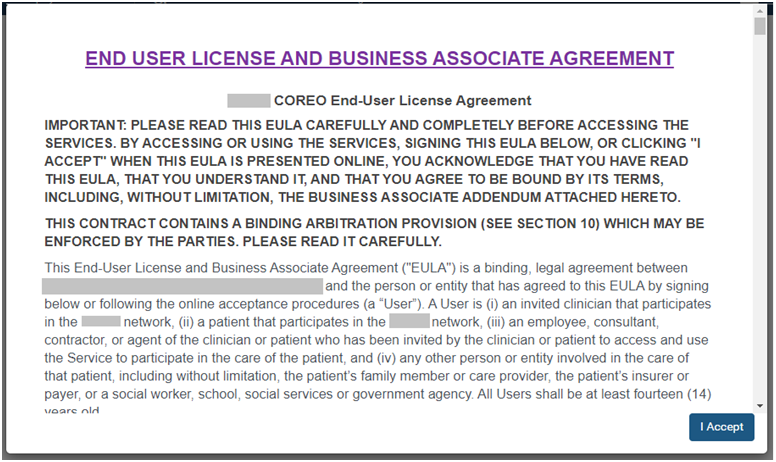 END USER LICENSE AND BUSINESS ASSOCIATE AGREEMENT
COREO End-User License Agreement
IMPORTANT: PLEASE READ THIS EULA CAREFULLY AND COMPLETELY BEFORE ACCESSING THE
SERVICES. BY ACCESSING OR USING THE SERVICES, SIGNING THIS EULA BELOW, OR CLICKING "I
ACCEPT" WHEN THIS EULA IS PRESENTED ONLINE, YOU ACKNOWLEDGE THAT YOU HAVE READ
THIS EULA, THAT YOU UNDERSTAND IT, AND THAT YOU AGREE TO BE BOUND BY ITS TERMS,
INCLUDING, WITHOUT LIMITATION, THE BUSINESS ASSOCIATE ADDENDUM ATTACHED HERETO.
THIS CONTRACT CONTAINS A BINDING ARBITRATION PROVISION (SEE SECTION 10) WHICH MAY BE
ENFORCED BY THE PARTIES. PLEASE READ IT CAREFULLY.
This End-User License and Business Associate Agreement ("EULA") is a binding, legal agreement between
and the person or entity that has agreed to this EULA by signing
below or following the online acceptance procedures (a “User”). A User is (i) an invited clinician that participates
in the network, (ii) a patient that participates in the network, (iii) an employee, consultant,
contractor, or agent of the clinician or patient who has been invited by the clinician or patient to access and use
the Service to participate in the care of the patient, and (iv) any other person or entity involved in the care of
that patient, including without limitation, the patient’s family member or care provider, the patient’s insurer or
payer, or a social worker, school, social services or government agency. All Users shall be at least fourteen (14)
years old
I Accept